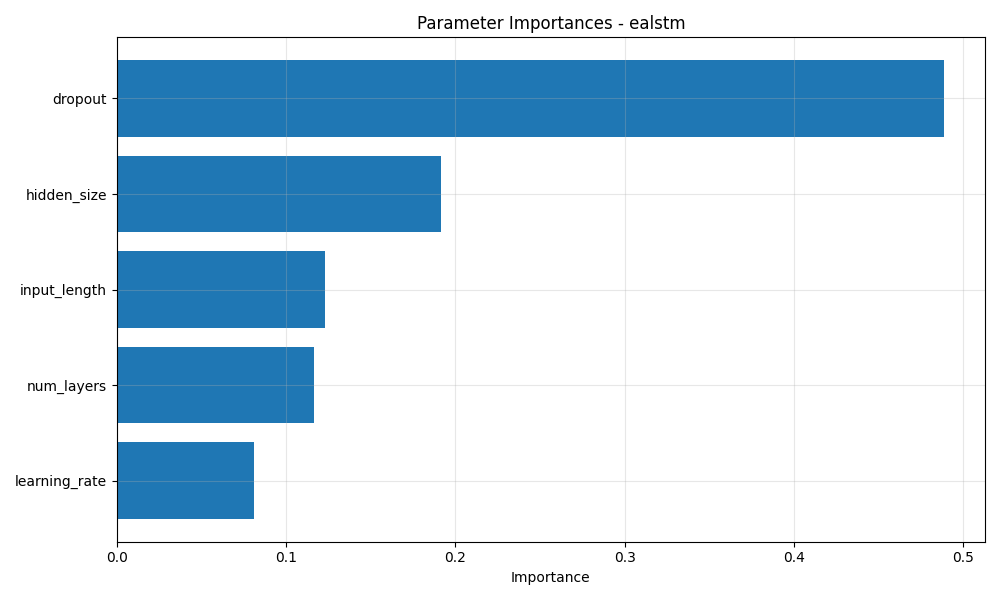 Parameter Importances - ealstm
dropout
hidden_size
input_length
num_layers
learning_rate
0.0 0.1 0.2 0.3 0.4 0.5
Importance